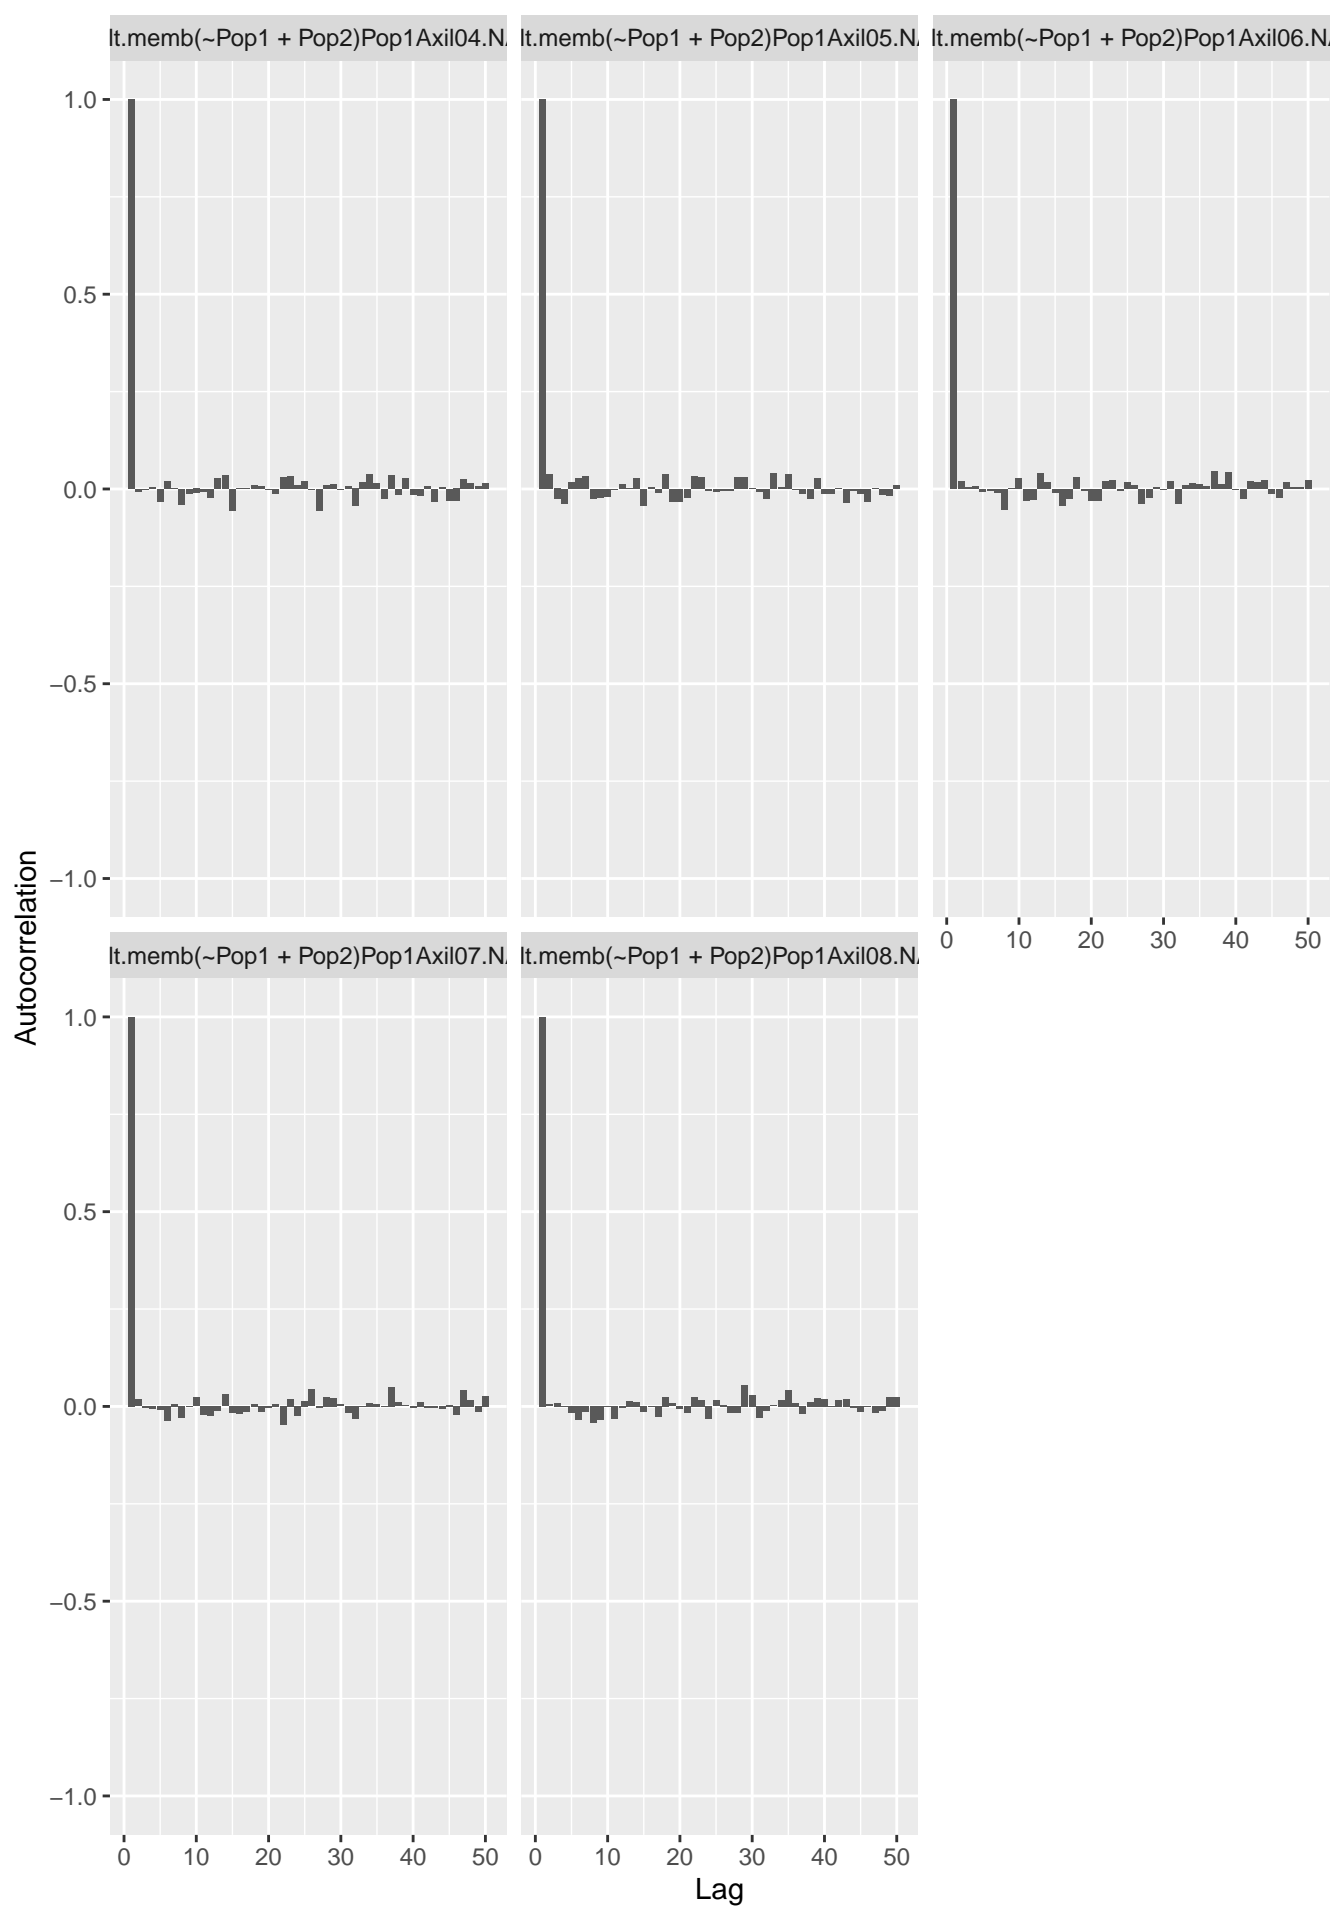 lt.memb(~Pop1 + Pop2)Pop1Axil04.N lt.memb(~Pop1 + Pop2)Pop1Axil05.N lt.memb(~Pop1 + Pop2)Pop1Axil06.N
1.0
0.5
0.0
−0.5
−1.0
0 10 20 30 40 50
Autocorrelation
lt.memb(~Pop1 + Pop2)Pop1Axil07.N lt.memb(~Pop1 + Pop2)Pop1Axil08.N
1.0
0.5
0.0
−0.5
−1.0
0 10 20 30 40 50 0 10 20 30 40 50
Lag